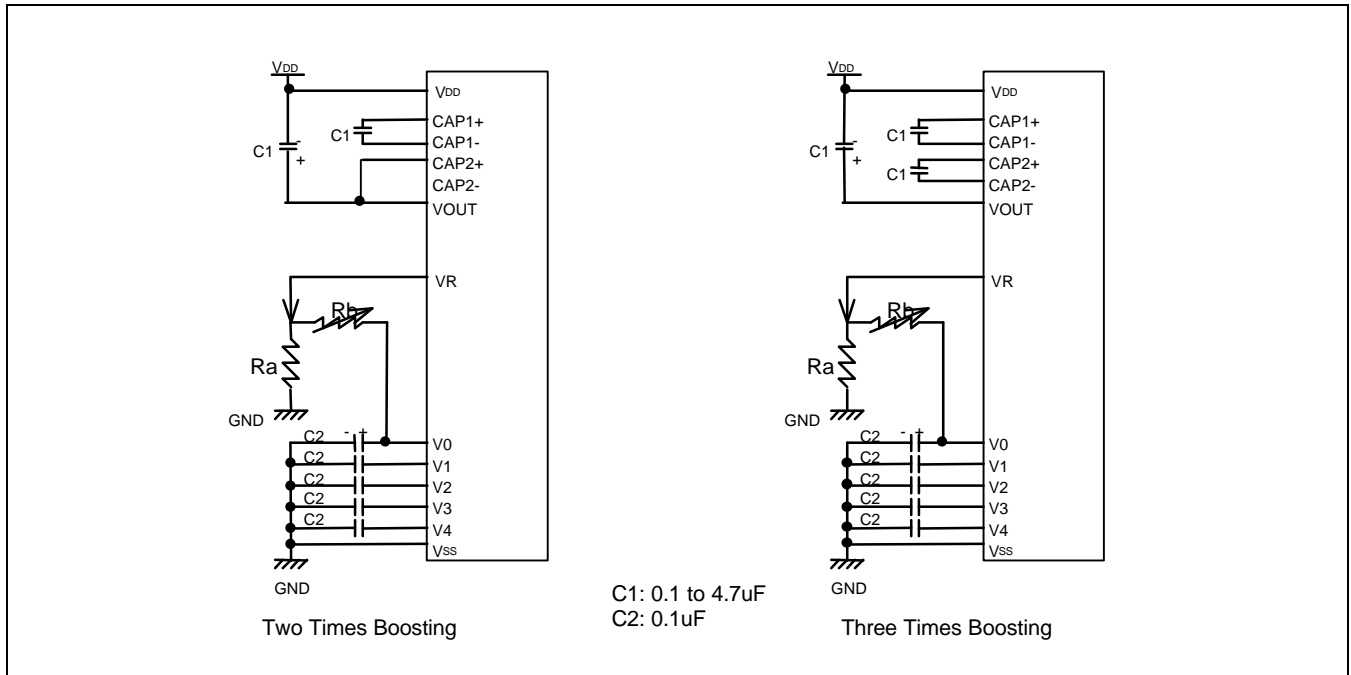 VDD
VDD
CAP1+
C1
CAP1-
C1
-
+
CAP2+
CAP2-
VOUT
VR
Rb
Ra
GND
C2
- +
V0
C2
V1
C2
V2
C2
V3
C2
V4
VSS
GND
Two Times Boosting
C1: 0.1 to 4.7uF
C2: 0.1uF
VDD
VDD
CAP1+
C1
CAP1-
C1
-
+
CAP2+
C1
CAP2-
VOUT
VR
Rb
Ra
GND
C2
- +
V0
C2
V1
C2
V2
C2
V3
C2
V4
VSS
GND
Three Times Boosting